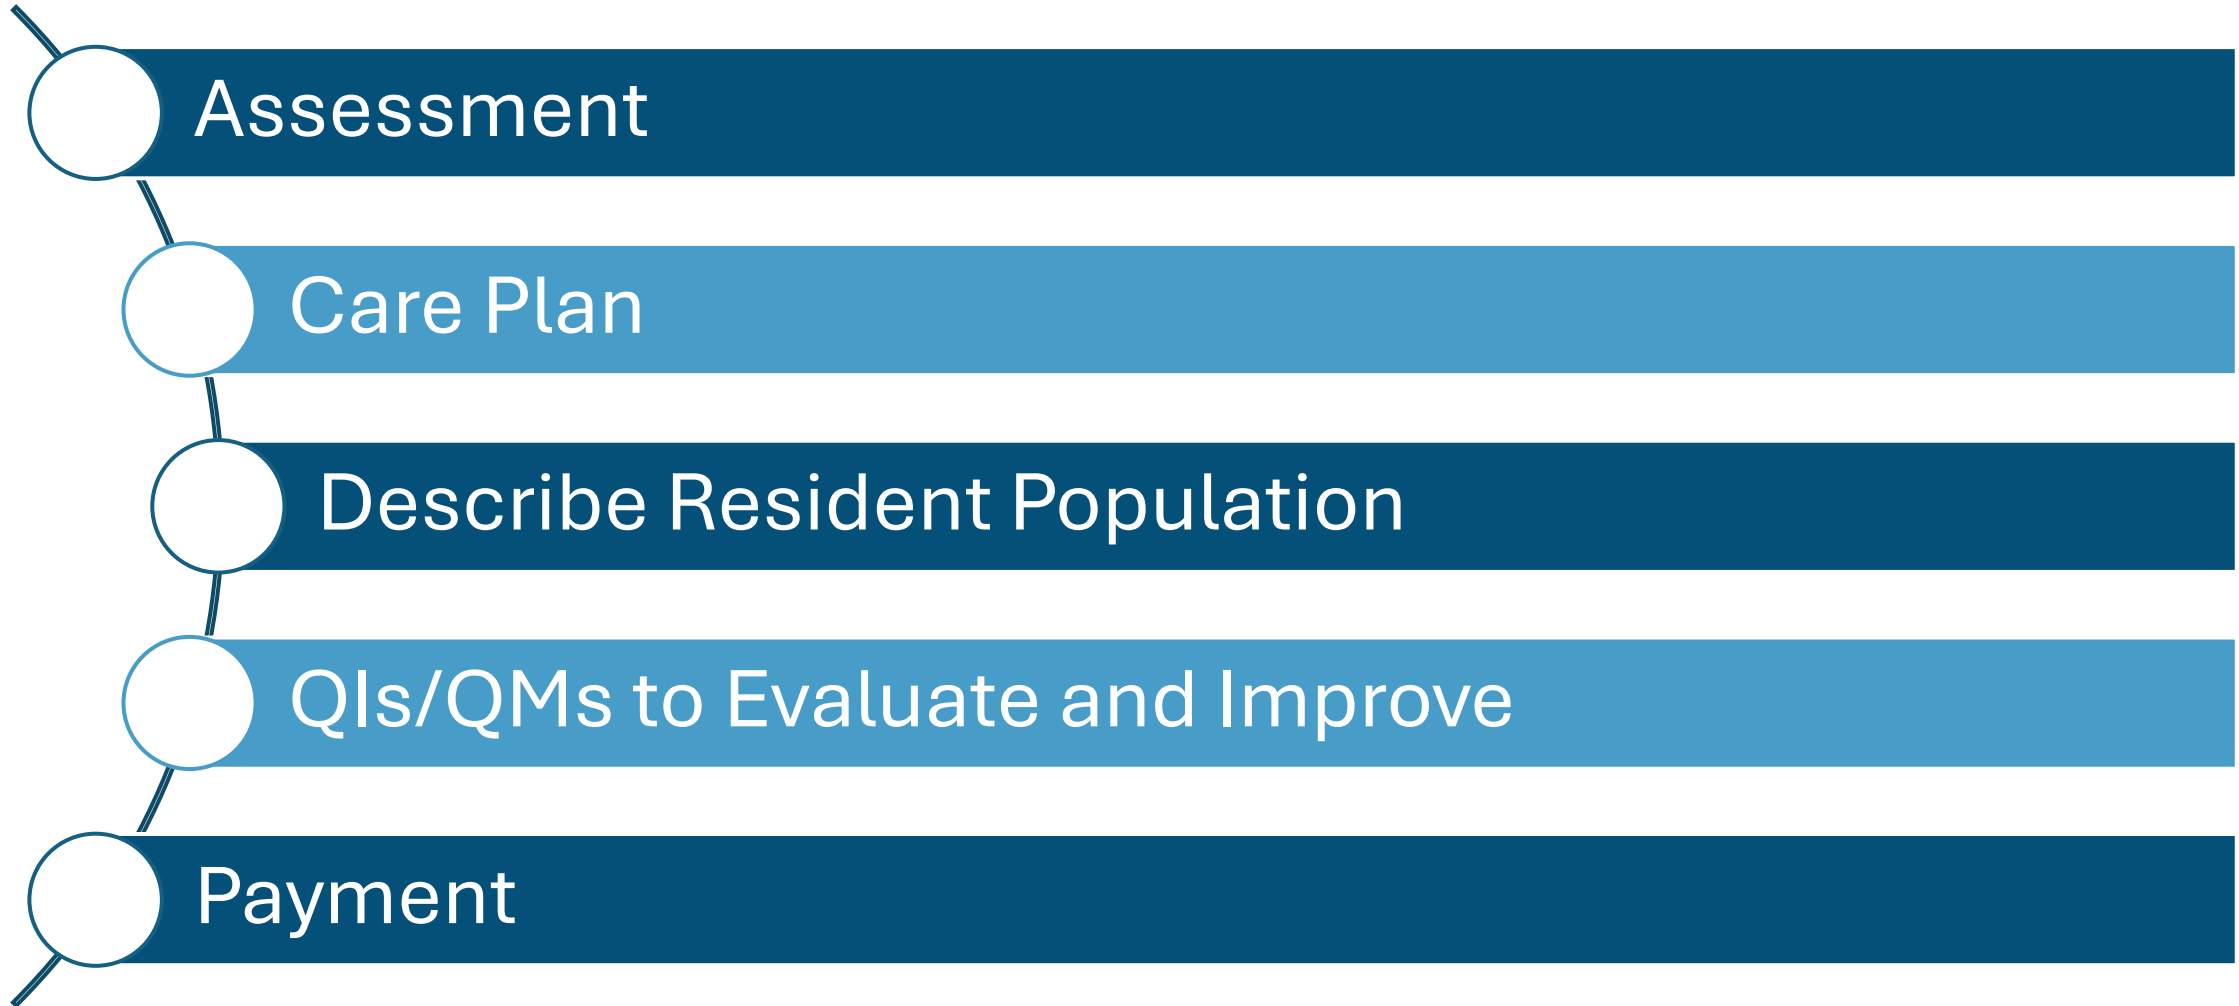 Assessment
Care Plan
Describe Resident Population
QIs/QMs to Evaluate and Improve
Payment